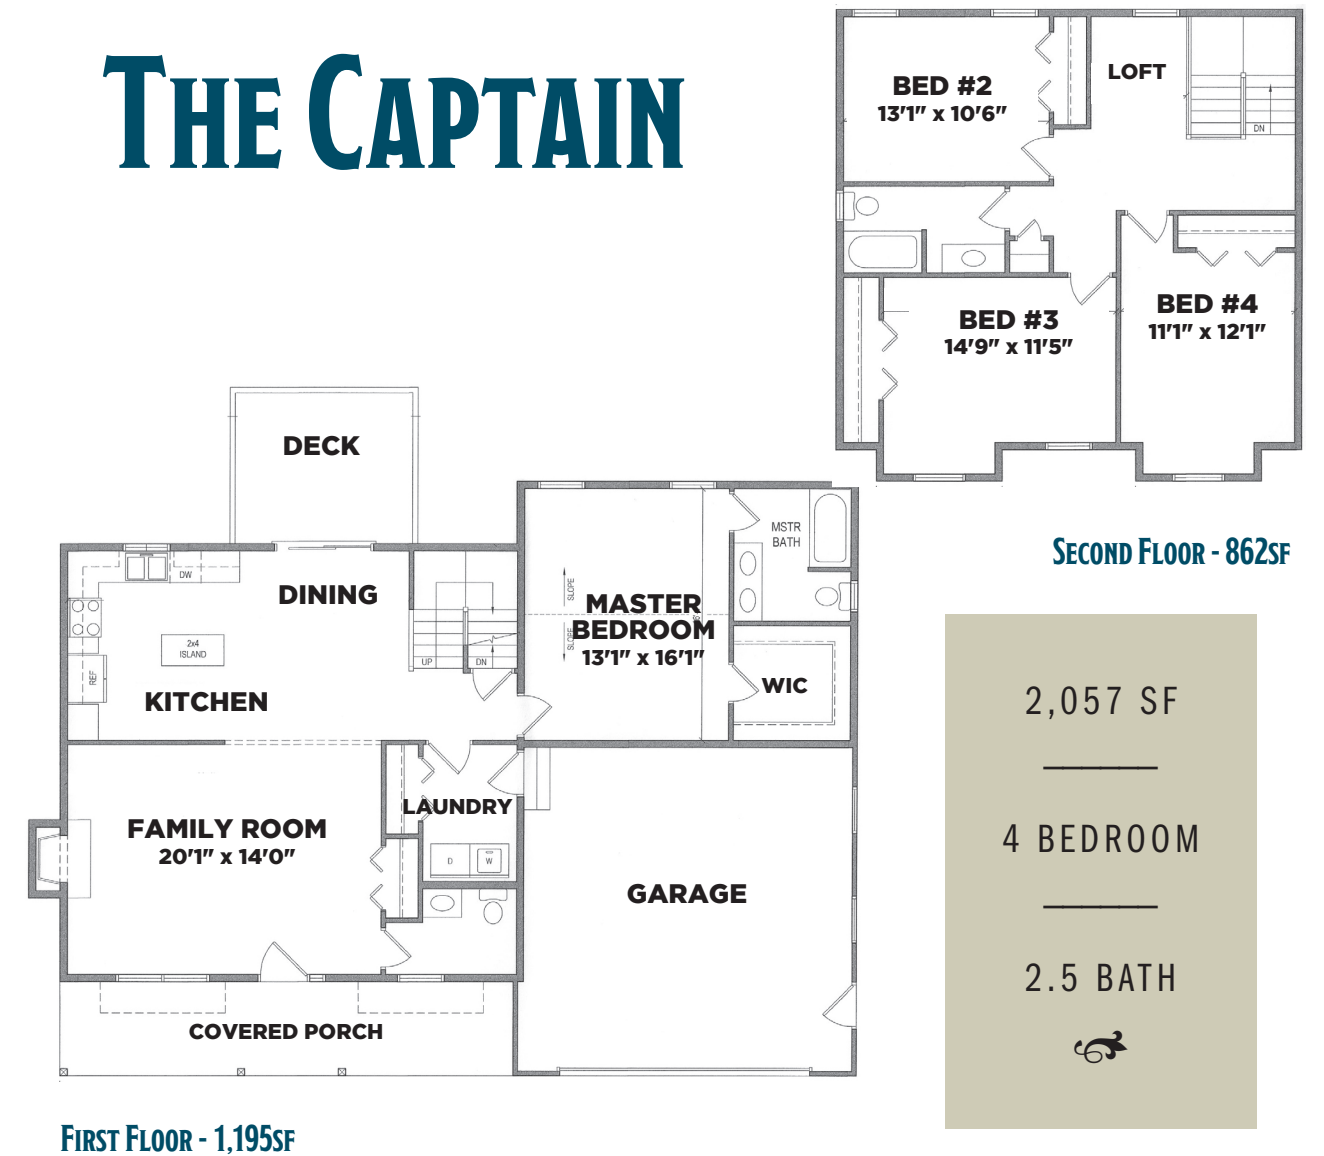 THE CAPTAIN
BED #2
13'1" x 10'6"
LOFT
DN
BED #3
14'9" x 11'5"
BED #4
11'1" x 12'1"
SECOND FLOOR - 862SF
DECK
DINING
DW
2x4
ISLAND
REF
KITCHEN
UP
DN
SLOPE
SLOPE
MASTER
BEDROOM
13'1" x 16'1"
MSTR
BATH
WIC
FAMILY ROOM
20'1" x 14'0"
LAUNDRY
D
W
GARAGE
COVERED PORCH
FIRST FLOOR - 1,195SF
2,057 SF
4 BEDROOM
2.5 BATH